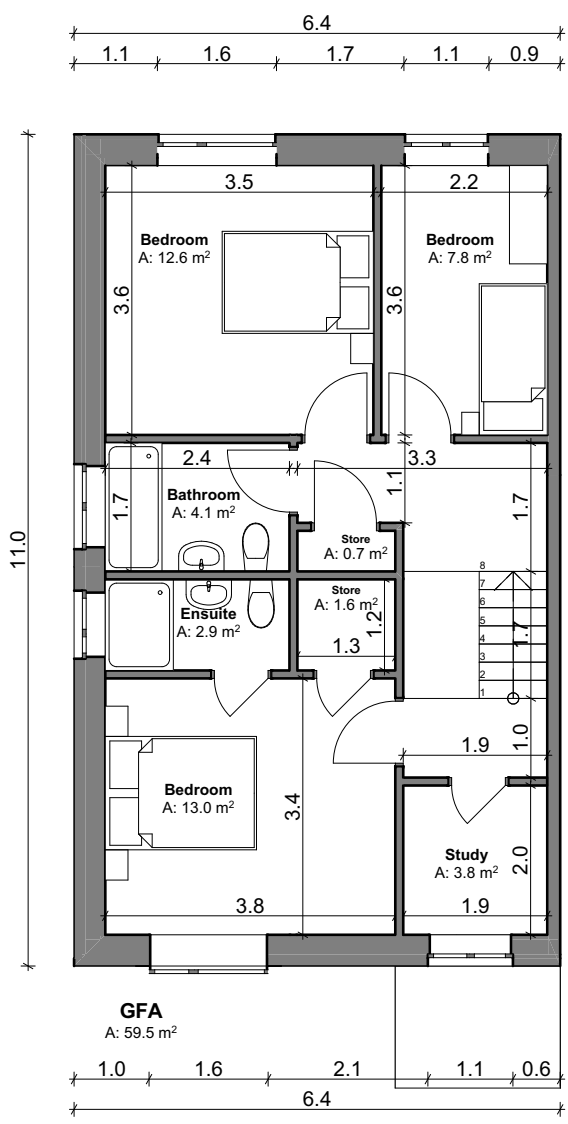 6.4
1.1 1.6 1.7 1.1 0.9
3.5 2.2
Bedroom
A: 12.6 m²
Bedroom
A: 7.8 m²
3.6 3.6
11.0
2.4 3.3
1.7 1.1 1.7
Bathroom
A: 4.1 m²
Store
A: 0.7 m²
8
7
6
5
4
3
2
1
1.7
Ensuite
A: 2.9 m²
Store
A: 1.6 m²
1.2
1.3
1.9 1.0
Bedroom
A: 13.0 m²
3.4
Study
A: 3.8 m²
2.0
3.8 1.9
GFA
A: 59.5 m²
1.0 1.6 2.1 1.1 0.6
6.4